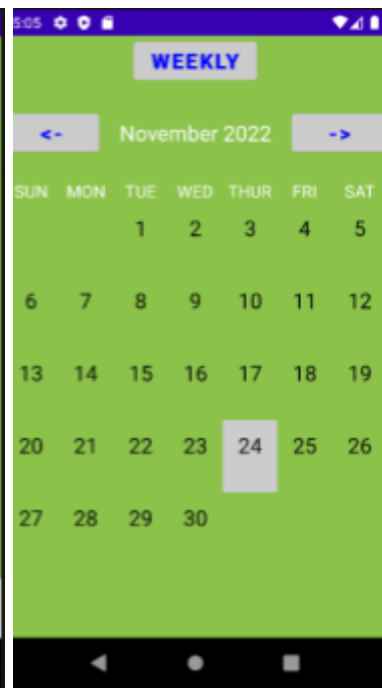 5:05
WEEKLY
<- November 2022 ->
SUN MON TUE WED THUR FRI SAT
1 2 3 4 5
6 7 8 9 10 11 12
13 14 15 16 17 18 19
20 21 22 23 24 25 26
27 28 29 30